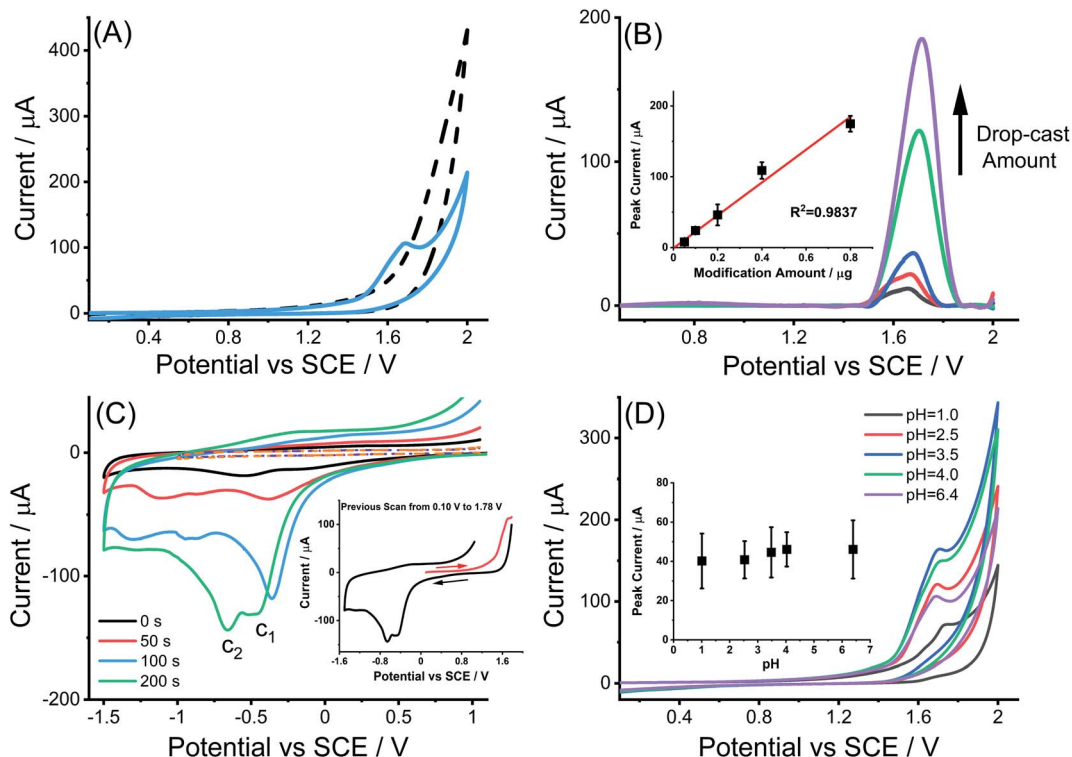 (A)
Current / μA
400
300
200
100
0
0.4
0.8
1.2
1.6
2
Potential vs SCE / V
(B)
Current / μA
200
100
0
0.8
1.2
1.6
2
Potential vs SCE / V
Drop-cast
Amount
Peak Current / μA
200
100
0
0
0.2
0.4
0.6
0.8
Modification Amount / μg
R²=0.9837
(C)
Current / μA
0
-100
-200
-1.5
-1
-0.5
0
0.5
1
Potential vs SCE / V
0 s
50 s
100 s
200 s
c₂
c₁
Previous Scan from 0.10 V to 1.78 V
Current / μA
100
0
-100
-1.6
-0.8
0
0.8
1.6
Potential vs SCE / V
(D)
Current / μA
300
200
100
0
0.4
0.8
1.2
1.6
2
Potential vs SCE / V
pH=1.0
pH=2.5
pH=3.5
pH=4.0
pH=6.4
Peak Current / μA
80
60
40
20
0
0
1
2
3
4
5
6
7
pH